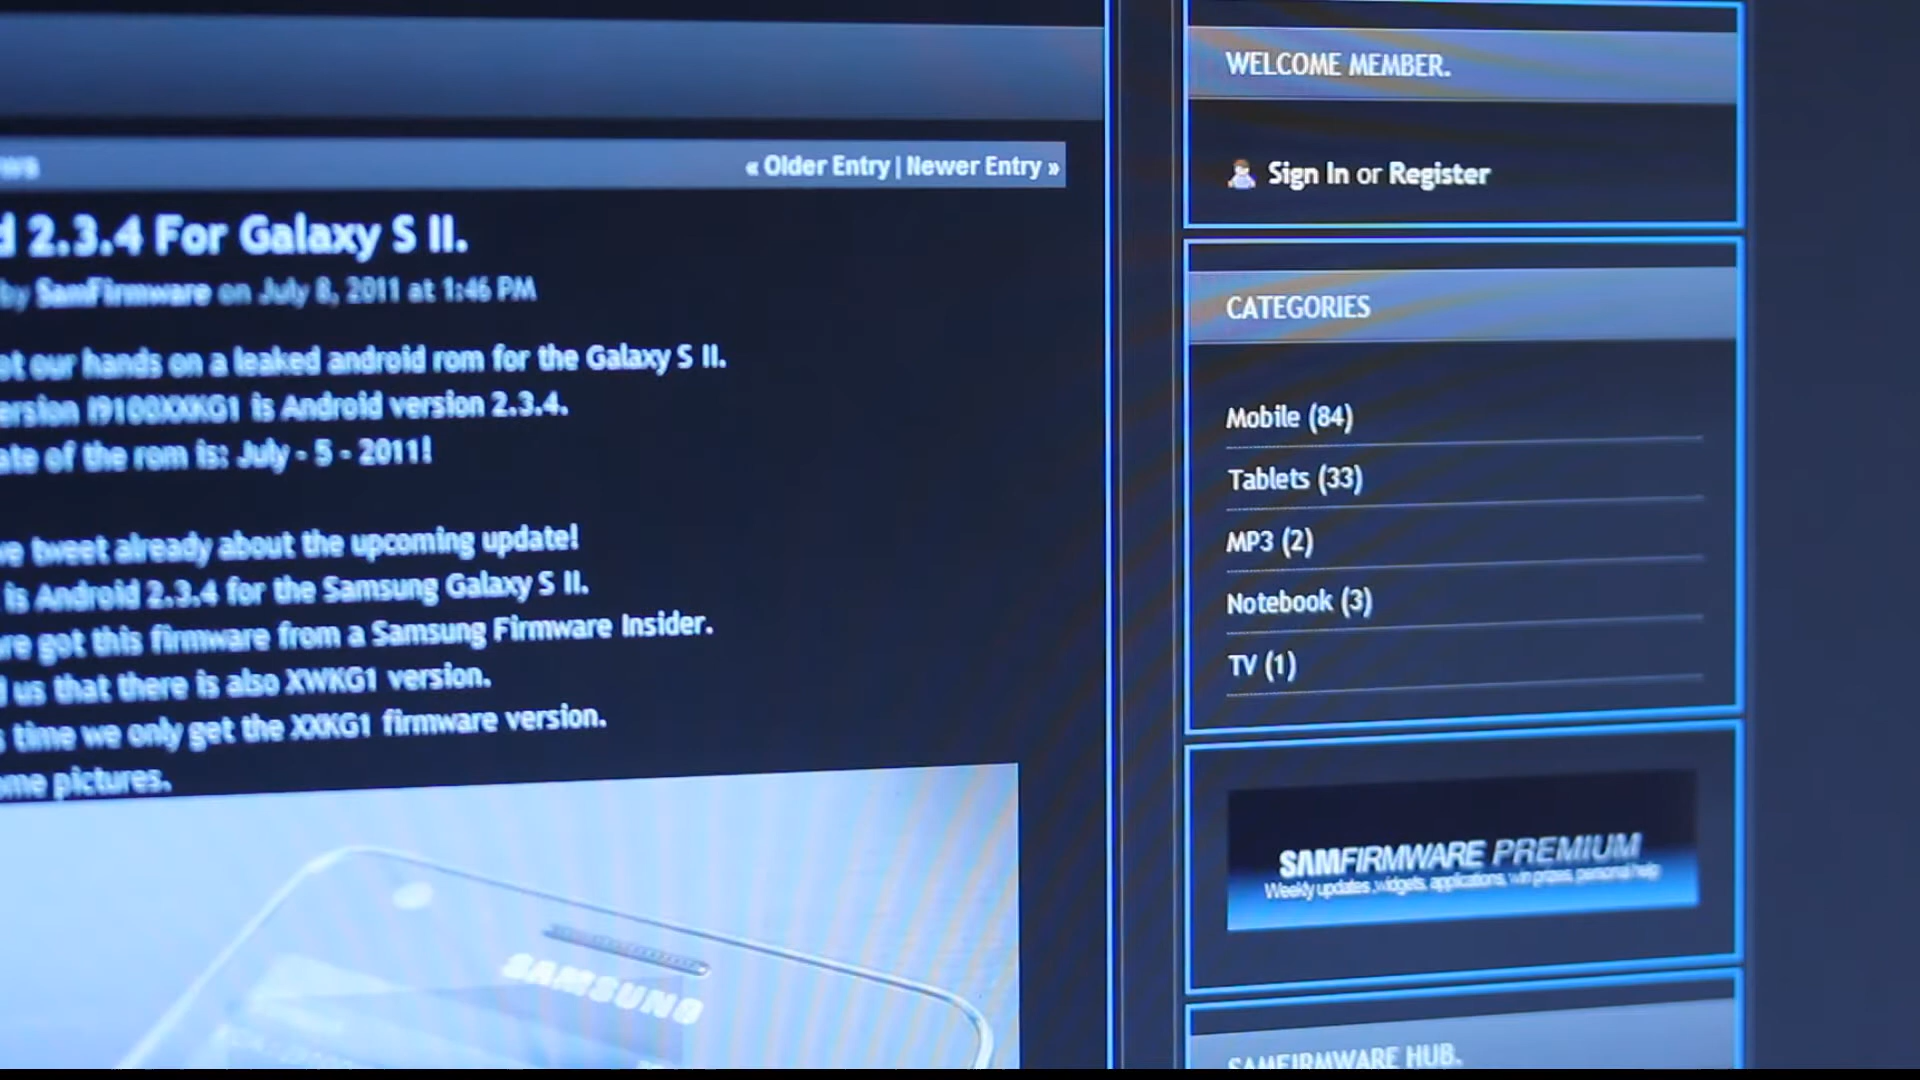 « Older Entry | Newer Entry »
2.3.4 For Galaxy S II.
by SamFirmware on July 8, 2011 at 1:46 PM
our hands on a leaked android rom for the Galaxy S II.
I9100XXKG1 is Android version 2.3.4.
of the rom is: July - 5 - 2011!
tweet already about the upcoming update!
is Android 2.3.4 for the Samsung Galaxy S II.
got this firmware from a Samsung Firmware Insider.
us that there is also XWKG1 version.
time we only get the XXKG1 firmware version.
pictures.
SAMSUNG
WELCOME MEMBER.
Sign In or Register
CATEGORIES
Mobile (84)
Tablets (33)
MP3 (2)
Notebook (3)
TV (1)
SAMFIRMWARE PREMIUM
Weekly updates ,widgets, applications, win prizes, personal help
SAMFIRMWARE HUB.